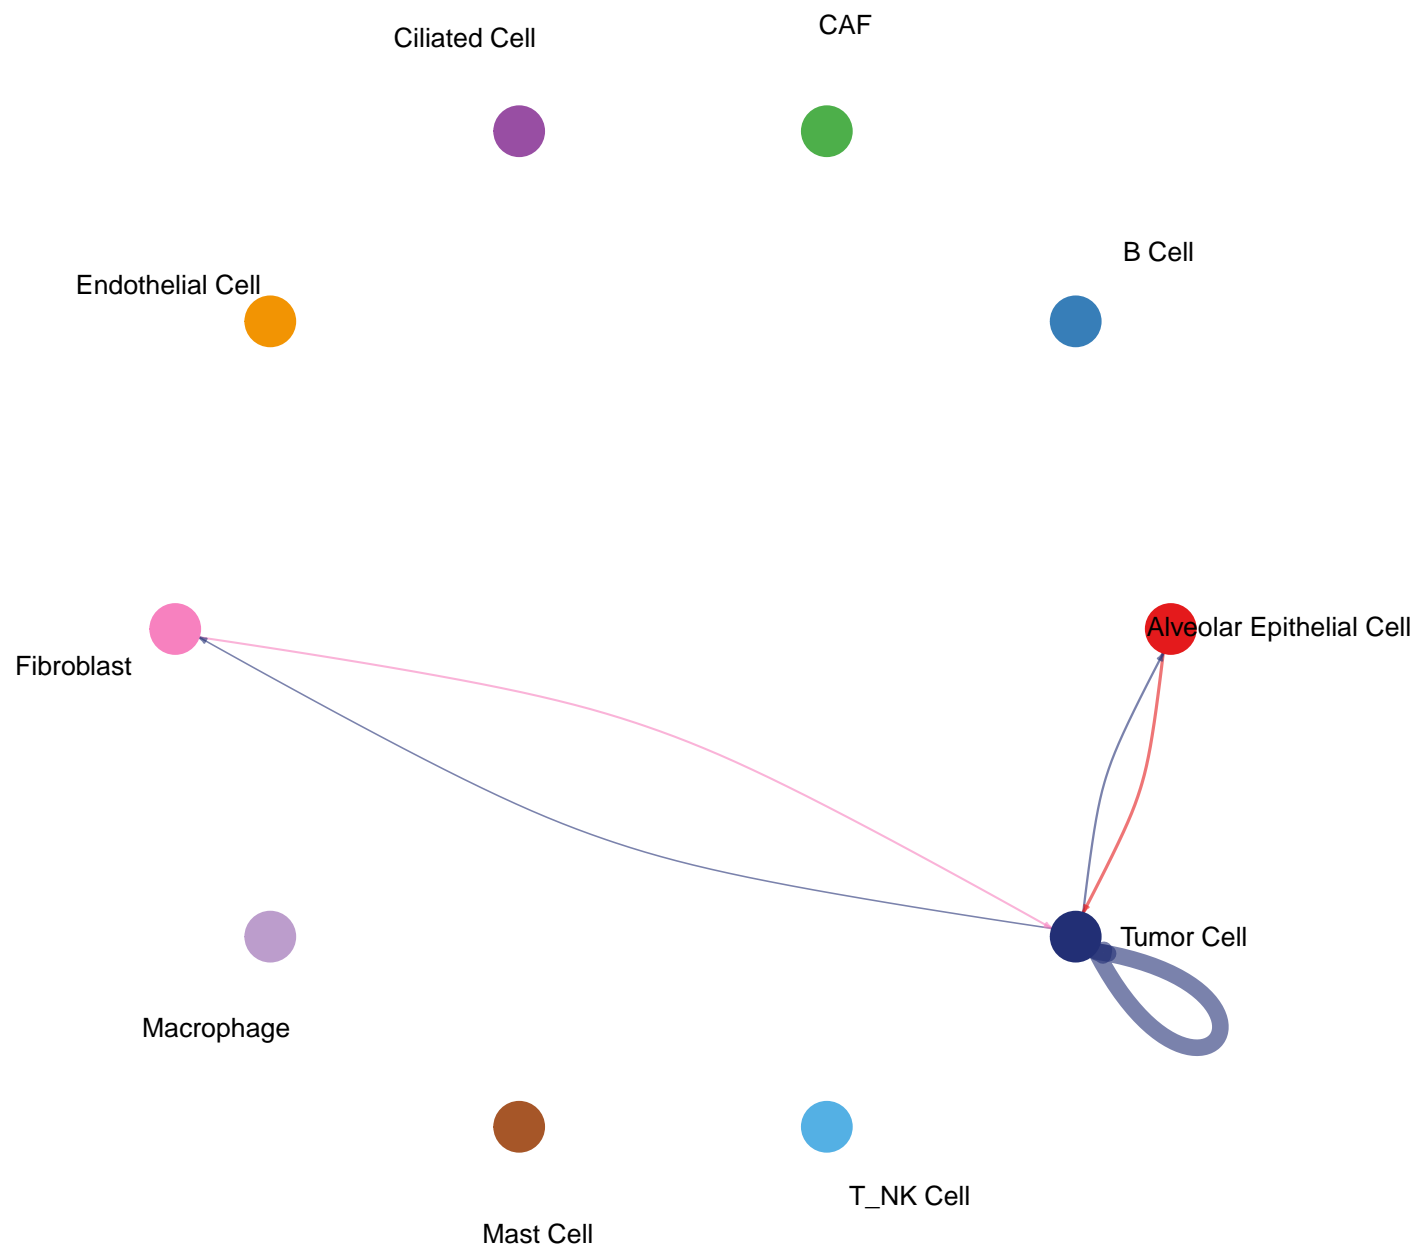 CAF
Ciliated Cell
B Cell
Endothelial Cell
Alveolar Epithelial Cell
Fibroblast
Tumor Cell
Macrophage
T_NK Cell
Mast Cell